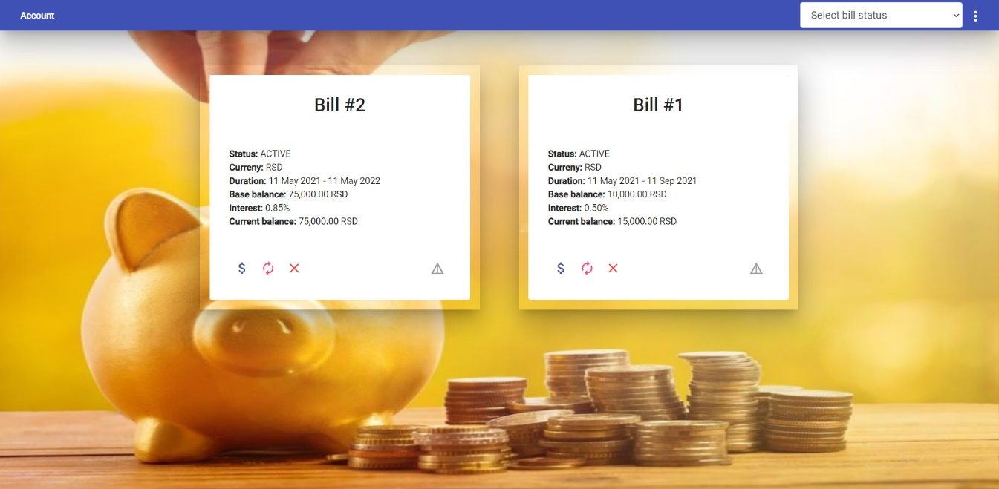 Account
Select bill status
Bill #2
Status: ACTIVE
Curreny: RSD
Duration: 11 May 2021 - 11 May 2022
Base balance: 75,000.00 RSD
Interest: 0.85%
Current balance: 75,000.00 RSD
$
Bill #1
Status: ACTIVE
Curreny: RSD
Duration: 11 May 2021 - 11 Sep 2021
Base balance: 10,000.00 RSD
Interest: 0.50%
Current balance: 15,000.00 RSD
$